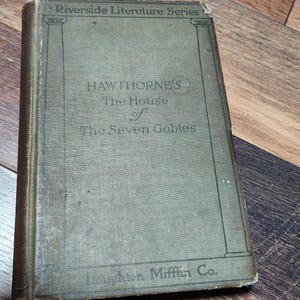 Riverside Literature Series
HAWTHORNE'S
The House
of
The Seven Gables
Houghton Mifflin Co.